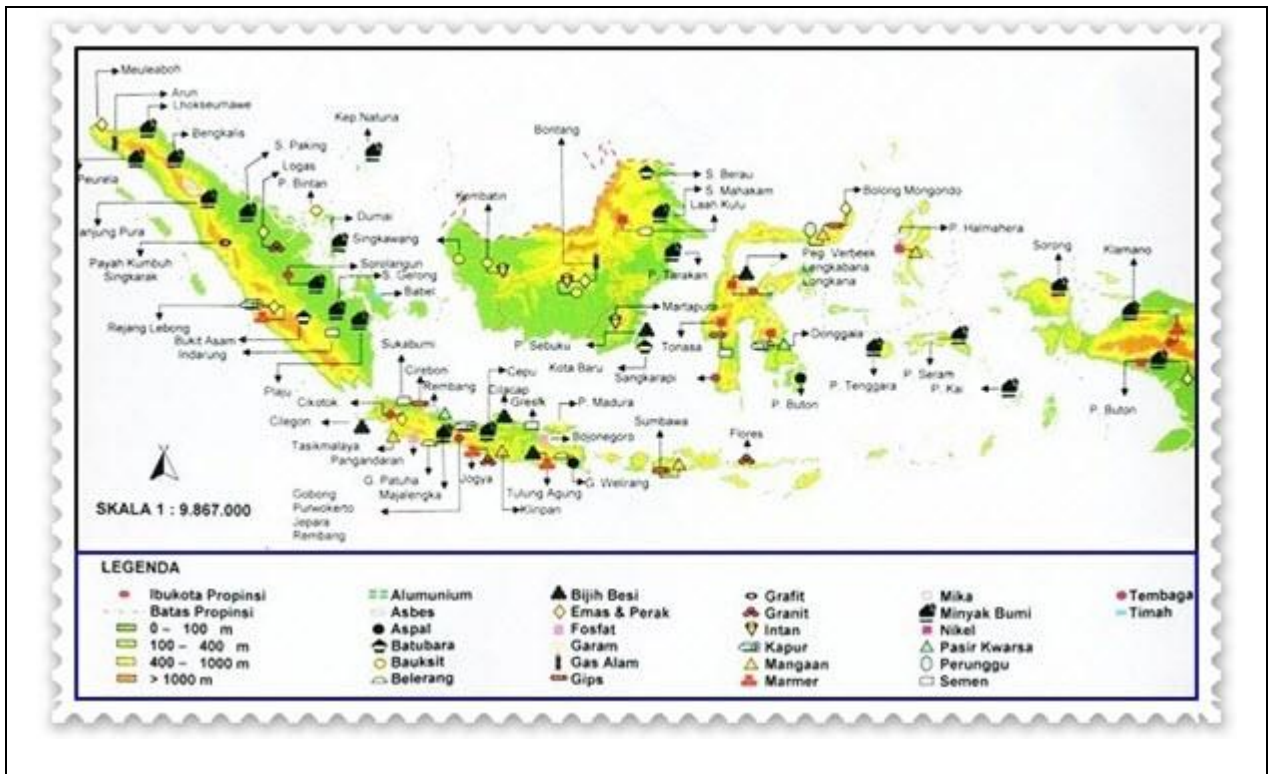 Meuleaboh
Arun
Lhokseumawe
Bengkalis
Kep.Natuna
Bontang
S. Paking
Logas
P. Bintan
Peurela
S. Berau
S. Mahakam
Laah Kulu
Bolong Mongondo
Kembatin
Dumai
Singkawang
anjung Pura
P. Halmahera
Sorong
Klamano
Payah Kumbuh
Singkarak
Sorolangun
S. Gerong
Babel
P. Tarakan
Peg. Verbeek
Lengkabana
Longkana
Martapura
Rejang Lebong
Bukit Asam
Indarung
P. Sebuku
Tonasa
Donggala
Kota Baru
Sangkarapi
P. Tenggara
P. Seram
P. Kai
Plaju
Sukabumi
Cirebon
Rembang
Cepu
Cilacap
Gresik
P. Madura
P. Buton
P. Buton
Cikotok
Cilegon
Sumbawa
Flores
Tasikmalaya
Pangandaran
Bojonegoro
G. Patuha
Majalengka
Jogya
Tulung Agung
G. Welirang
Klinpan
SKALA 1 : 9.867.000
Gobong
Purwokerto
Jepara
Rembang
LEGENDA
Ibukota Propinsi
Batas Propinsi
0 – 100 m
100 – 400 m
400 – 1000 m
> 1000 m
Alumunium
Asbes
Aspal
Batubara
Bauksit
Belerang
Bijih Besi
Emas & Perak
Fosfat
Garam
Gas Alam
Gips
Grafit
Granit
Intan
Kapur
Mangaan
Marmer
Mika
Minyak Bumi
Nikel
Pasir Kwarsa
Perunggu
Semen
Tembaga
Timah